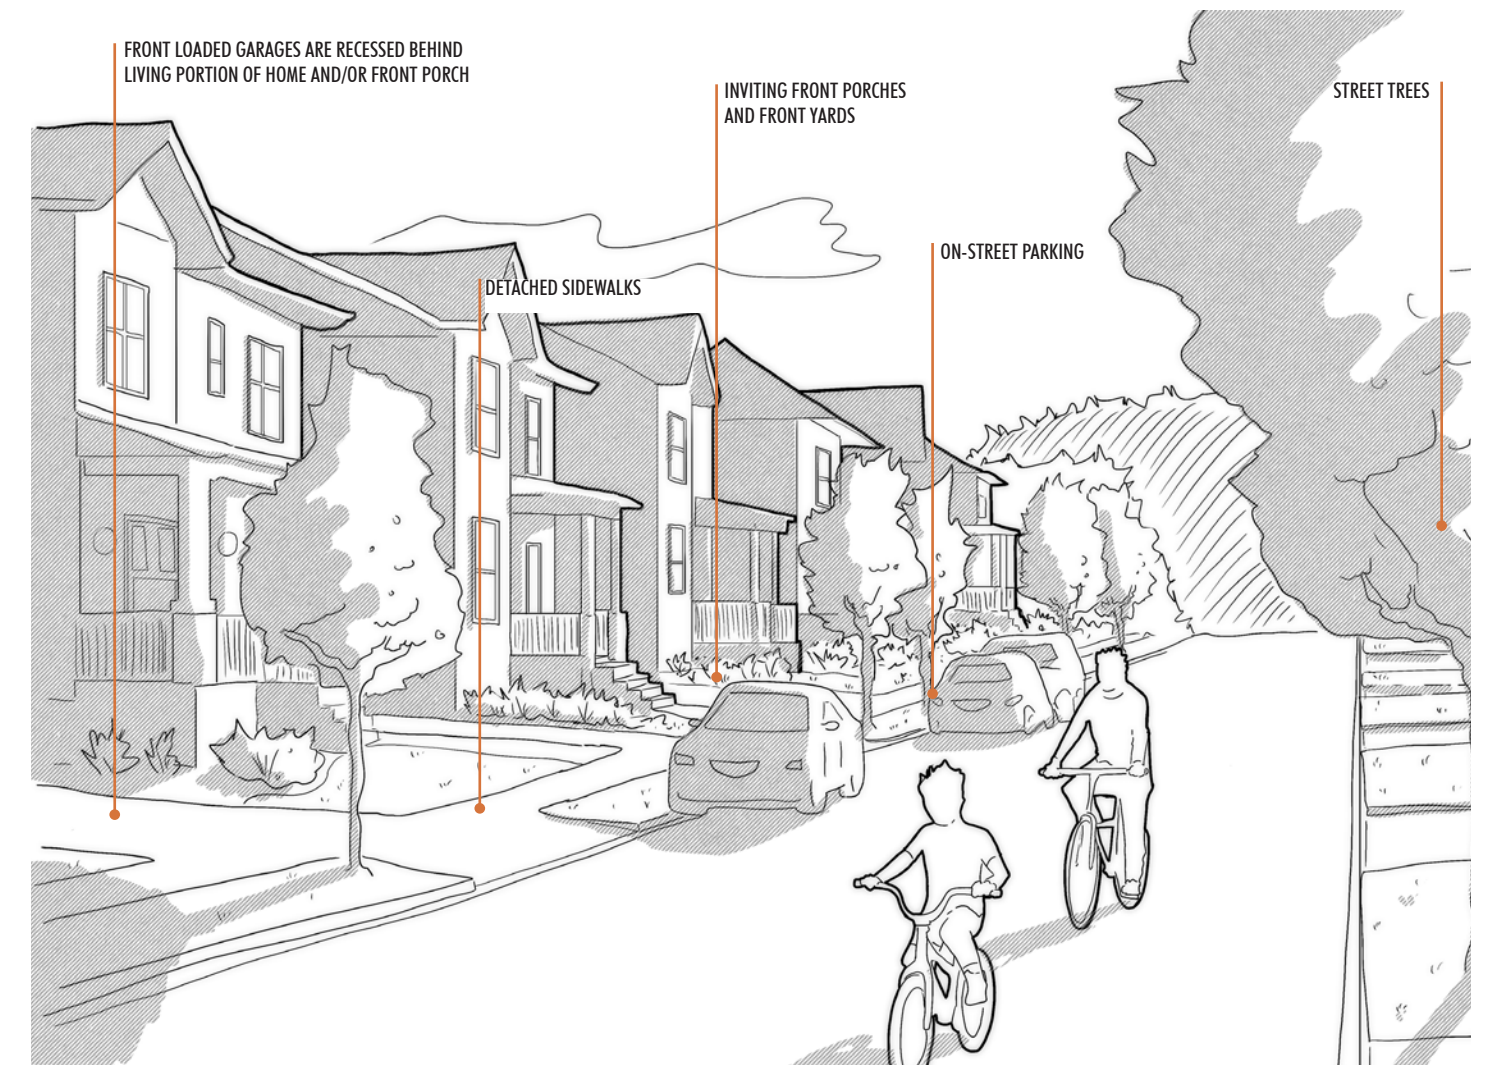 FRONT LOADED GARAGES ARE RECESSED BEHIND
LIVING PORTION OF HOME AND/OR FRONT PORCH
INVITING FRONT PORCHES
AND FRONT YARDS
STREET TREES
ON-STREET PARKING
DETACHED SIDEWALKS